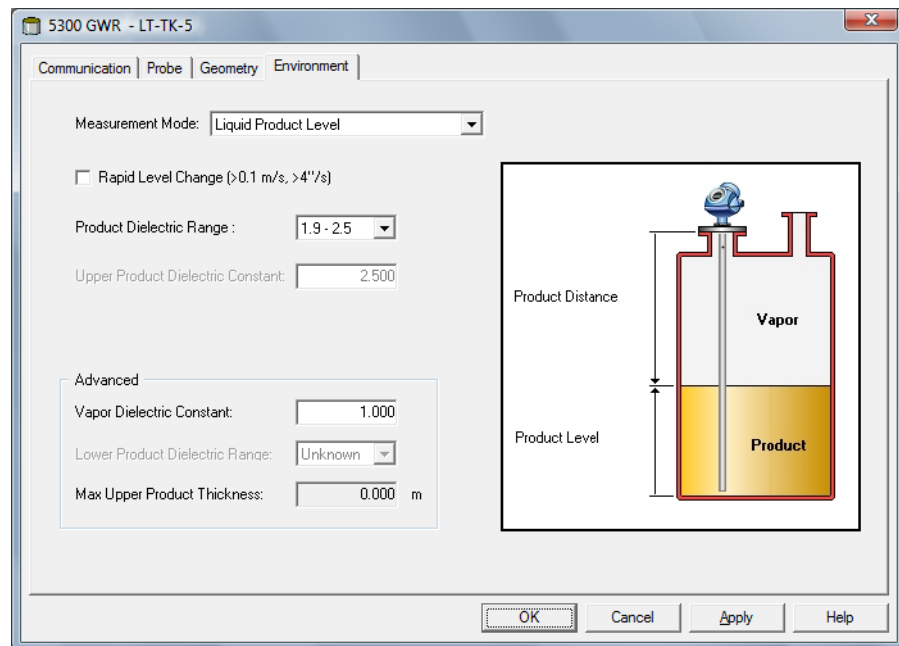 5300 GWR - LT-TK-5
Communication Probe Geometry Environment
Measurement Mode: Liquid Product Level
Rapid Level Change (>0.1 m/s, >4"/s)
Product Dielectric Range : 1.9 - 2.5
Upper Product Dielectric Constant: 2.500
Advanced
Vapor Dielectric Constant: 1.000
Lower Product Dielectric Range: Unknown
Max Upper Product Thickness: 0.000 m
Product Distance
Vapor
Product Level
Product
OK Cancel Apply Help